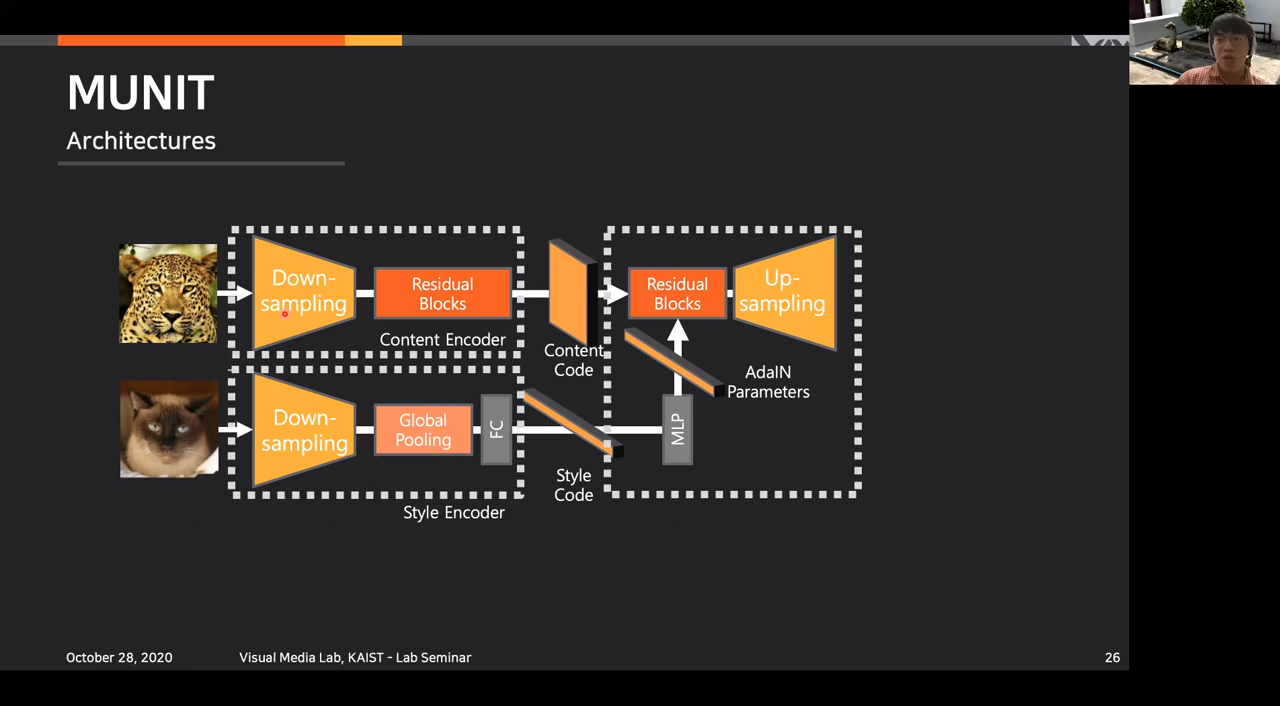 MUNIT
Architectures
Down-
sampling
Residual
Blocks
Content Encoder
Content
Code
Residual
Blocks
Up-
sampling
AdaIN
Parameters
Down-
sampling
Global
Pooling
FC
MLP
Style
Code
Style Encoder
October 28, 2020
Visual Media Lab, KAIST - Lab Seminar
26